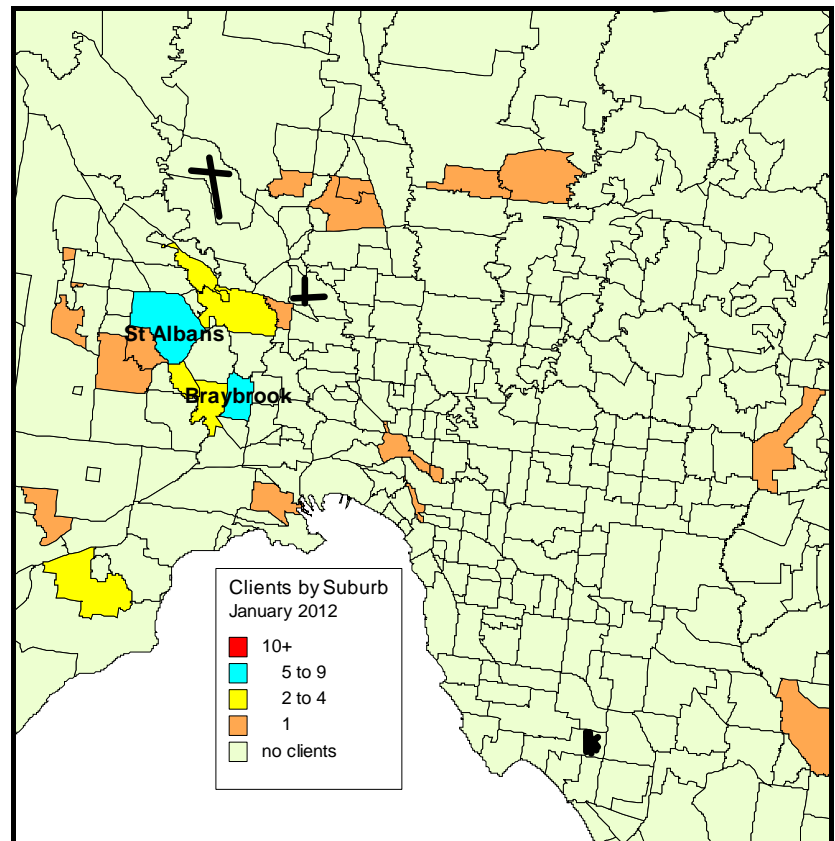 St Albans
Braybrook
Clients by Suburb
January 2012
10+
5 to 9
2 to 4
1
no clients